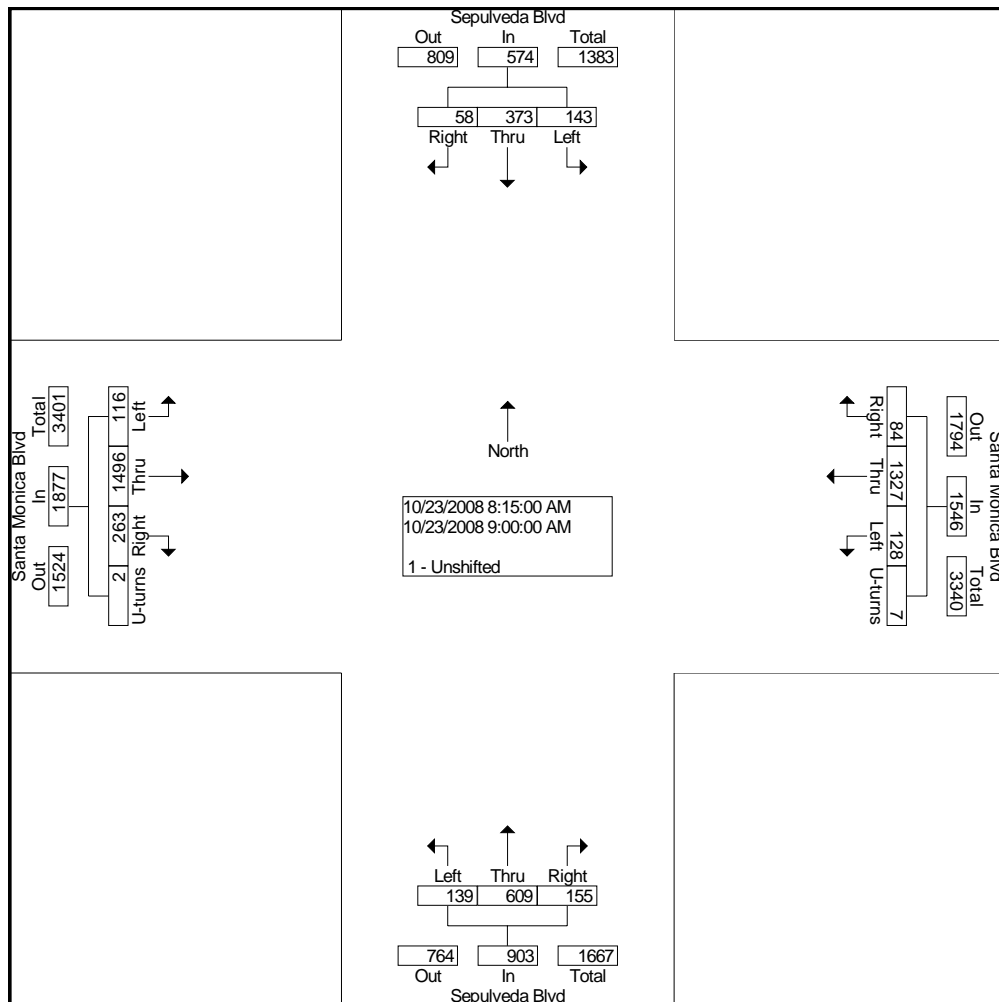 Sepulveda Blvd
Out In Total
809 574 1383
58 373 143
Right Thru Left
Santa Monica Blvd
Total In Out
3401 1877 1524
116 1496 263 2
Left Thru Right U-turns
North
10/23/2008 8:15:00 AM
10/23/2008 9:00:00 AM
1 - Unshifted
Right Thru Left U-turns
84 1327 128 7
Out In Total
1794 1546 3340
Santa Monica Blvd
Left Thru Right
139 609 155
764 903 1667
Out In Total
Sepulveda Blvd